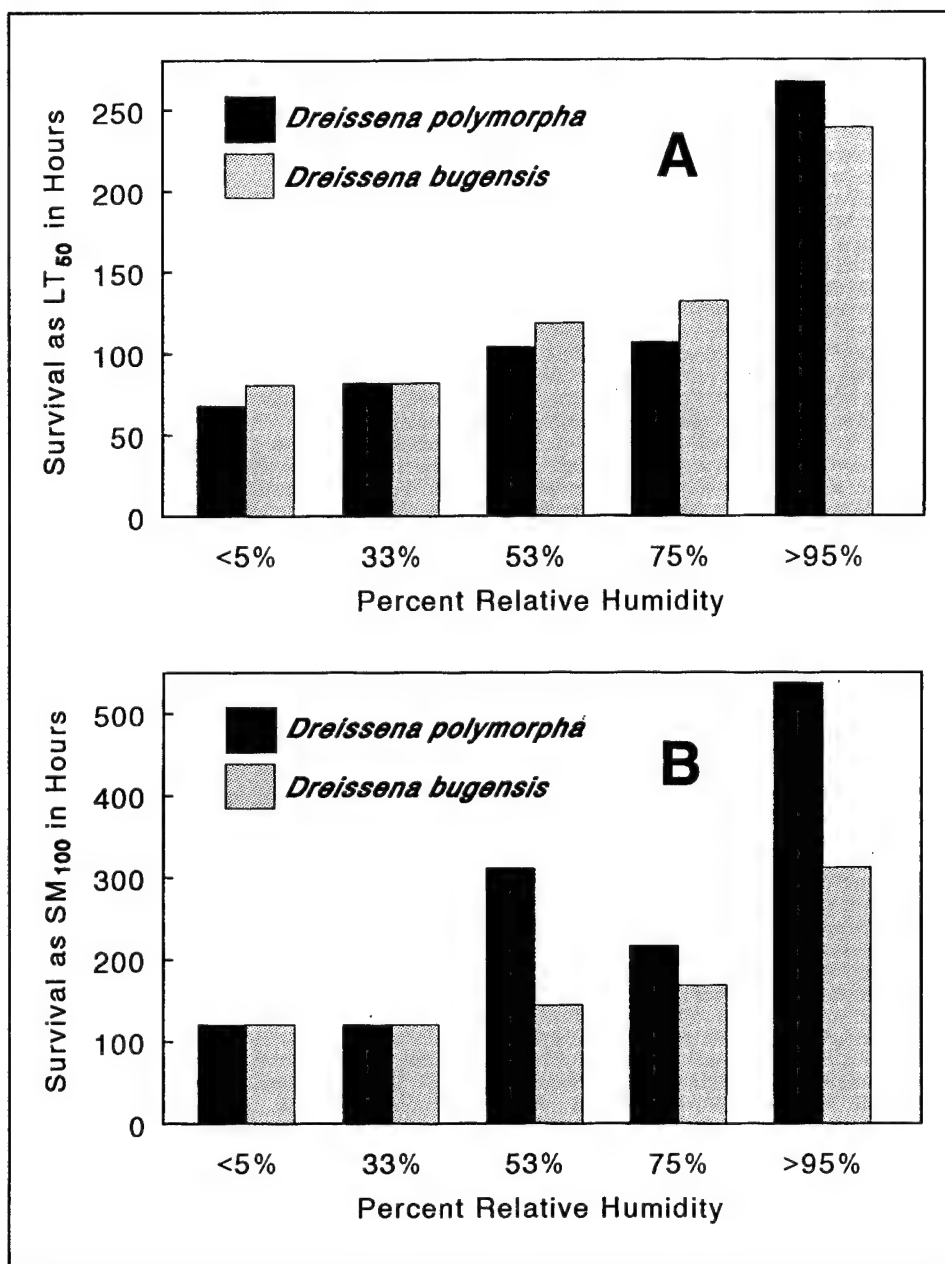 Dreissena polymorpha
Dreissena bugensis
A
Survival as LT50 in Hours
250
200
150
100
50
0
<5% 33% 53% 75% >95%
Percent Relative Humidity
Dreissena polymorpha
Dreissena bugensis
B
Survival as SM100 in Hours
500
400
300
200
100
0
<5% 33% 53% 75% >95%
Percent Relative Humidity